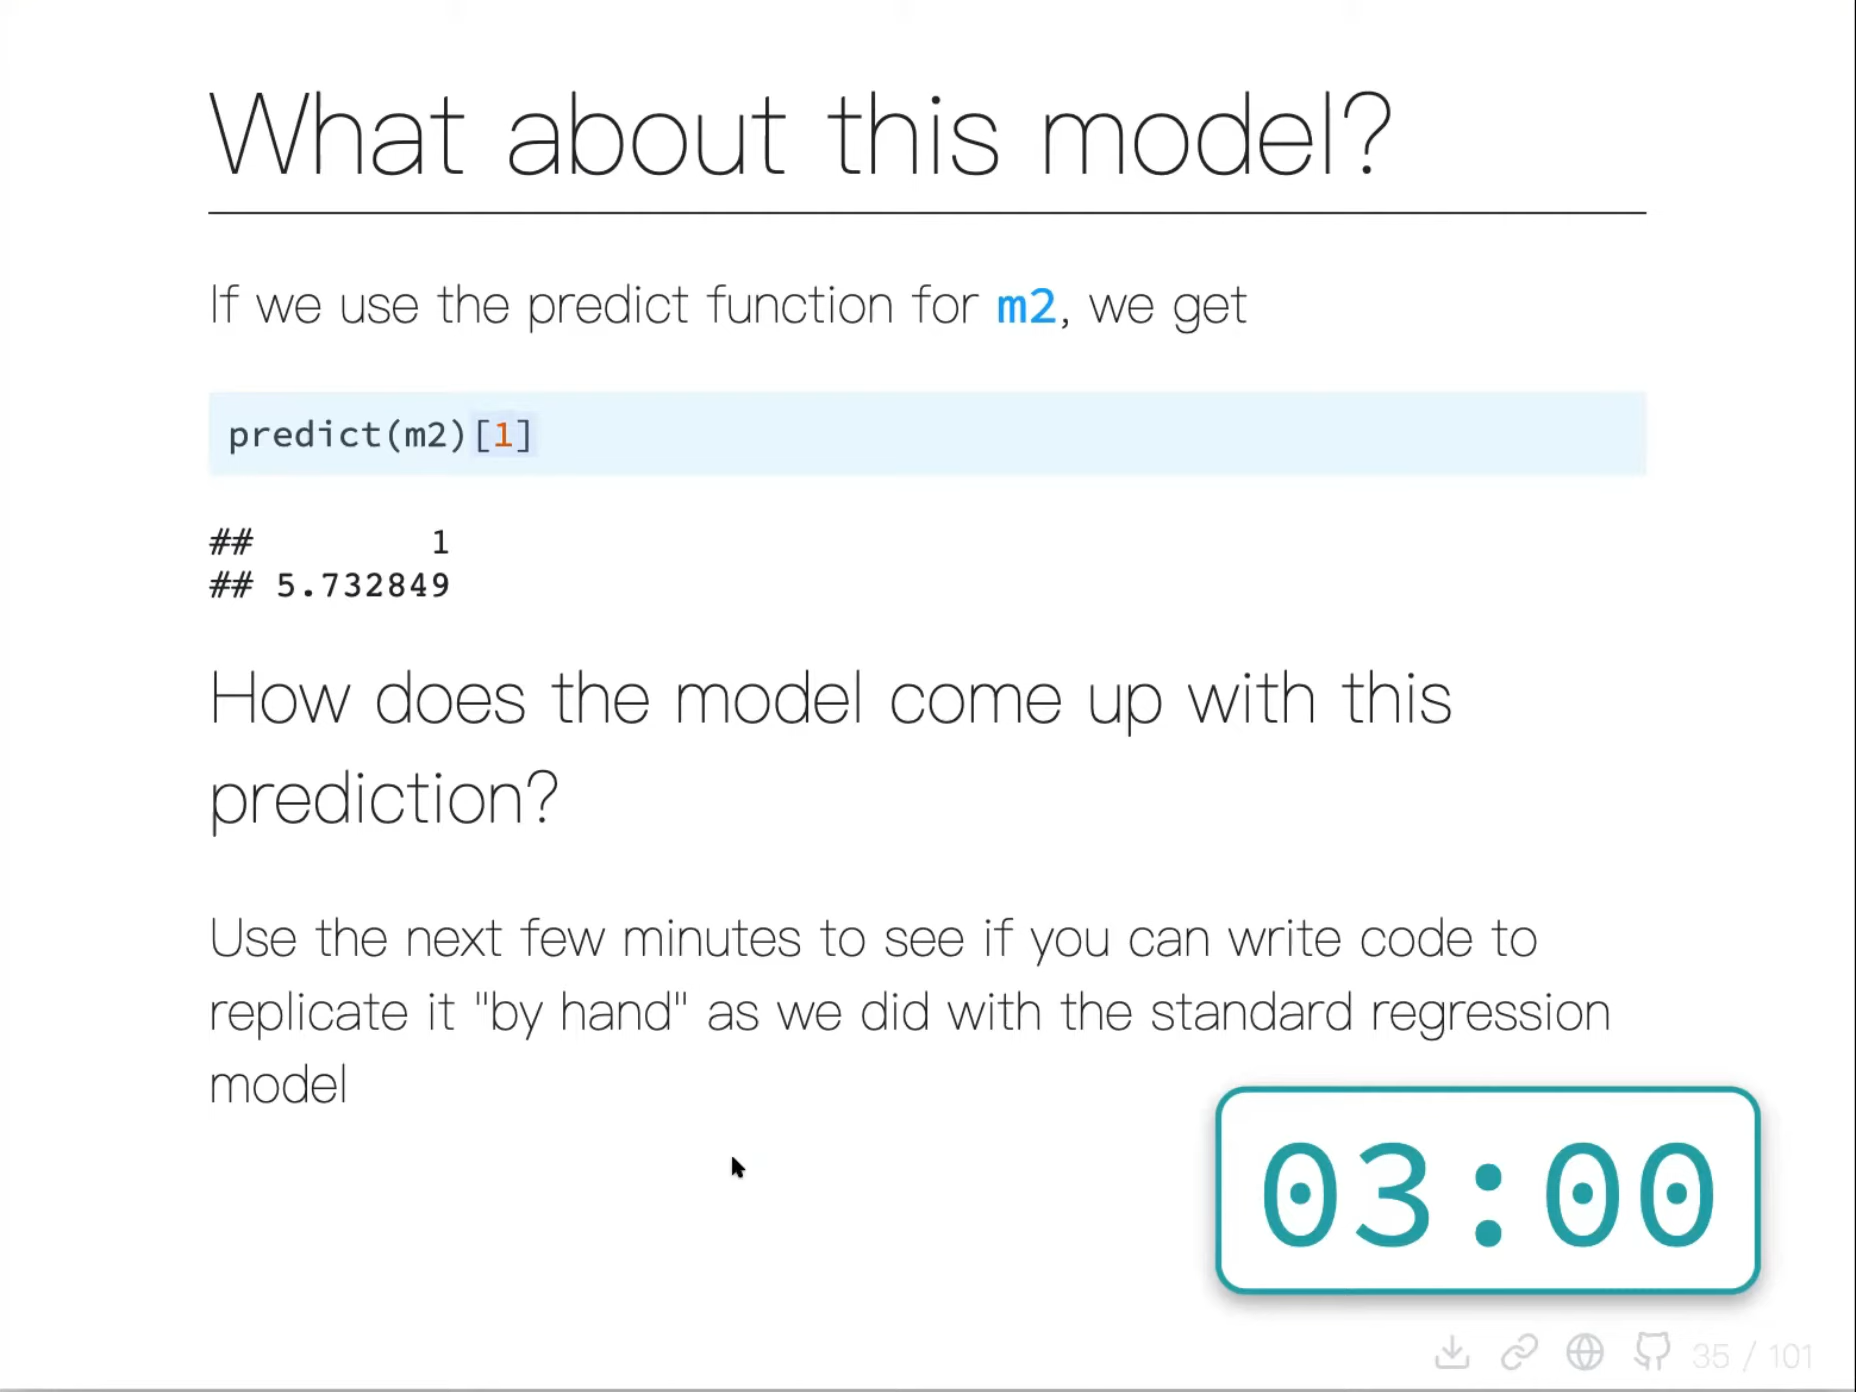 What about this model?
If we use the predict function for m2, we get
predict(m2)[1]
##        1
## 5.732849
How does the model come up with this
prediction?
Use the next few minutes to see if you can write code to
replicate it "by hand" as we did with the standard regression
model
03:00
35 / 101